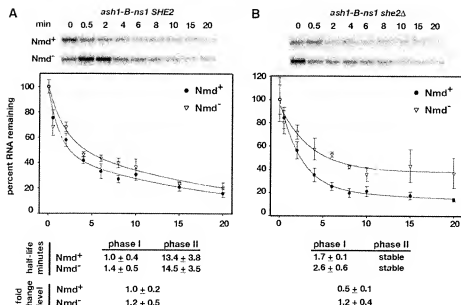 A
ash1-B-ns1 SHE2
min 0 0.5 2 4 6 8 10 15 20
Nmd+
Nmd-
percent RNA remaining
100
80
60
40
20
0
Nmd+
Nmd-
0 5 10 15 20
phase I phase II
half-life minutes
Nmd+ 1.0 ± 0.4 13.4 ± 3.8
Nmd- 1.4 ± 0.5 14.5 ± 3.5
fold change level
Nmd+ 1.0 ± 0.2
Nmd- 1.2 ± 0.5
B
ash1-B-ns1 she2Δ
0 0.5 2 4 6 8 10 15 20
120
100
80
60
40
20
0
Nmd+
Nmd-
0 5 10 15 20
phase I phase II
1.7 ± 0.1 stable
2.6 ± 0.6 stable
0.5 ± 0.1
1.2 ± 0.4